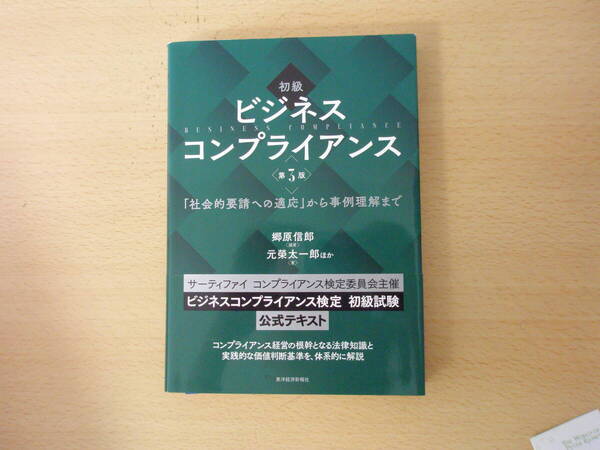 初級
ビジネス
BUSINESS COMPLIANCE
コンプライアンス
第3版
「社会的要請への適応」から事例理解まで
郷原信郎
編著
元榮太一郎ほか
著
サーティファイ コンプライアンス検定委員会主催
ビジネスコンプライアンス検定 初級試験
公式テキスト
コンプライアンス経営の根幹となる法律知識と
実践的な価値判断基準を、体系的に解説
東洋経済新報社